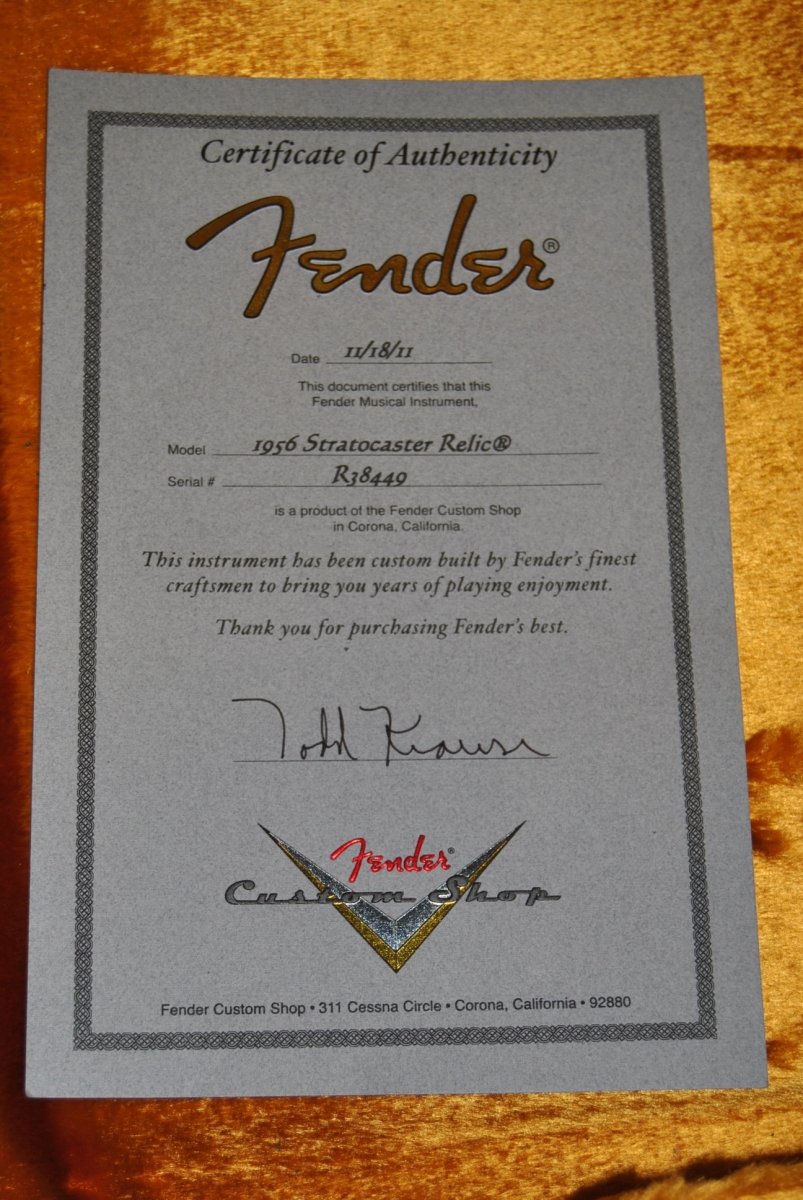 Certificate of Authenticity
Fender®
Date 11/18/11
This document certifies that this
Fender Musical Instrument,
Model 1956 Stratocaster Relic®
Serial # R38449
is a product of the Fender Custom Shop
in Corona, California.
This instrument has been custom built by Fender's finest
craftsmen to bring you years of playing enjoyment.
Thank you for purchasing Fender's best.
Todd Krause
Fender®
Custom Shop
Fender Custom Shop • 311 Cessna Circle • Corona, California • 92880